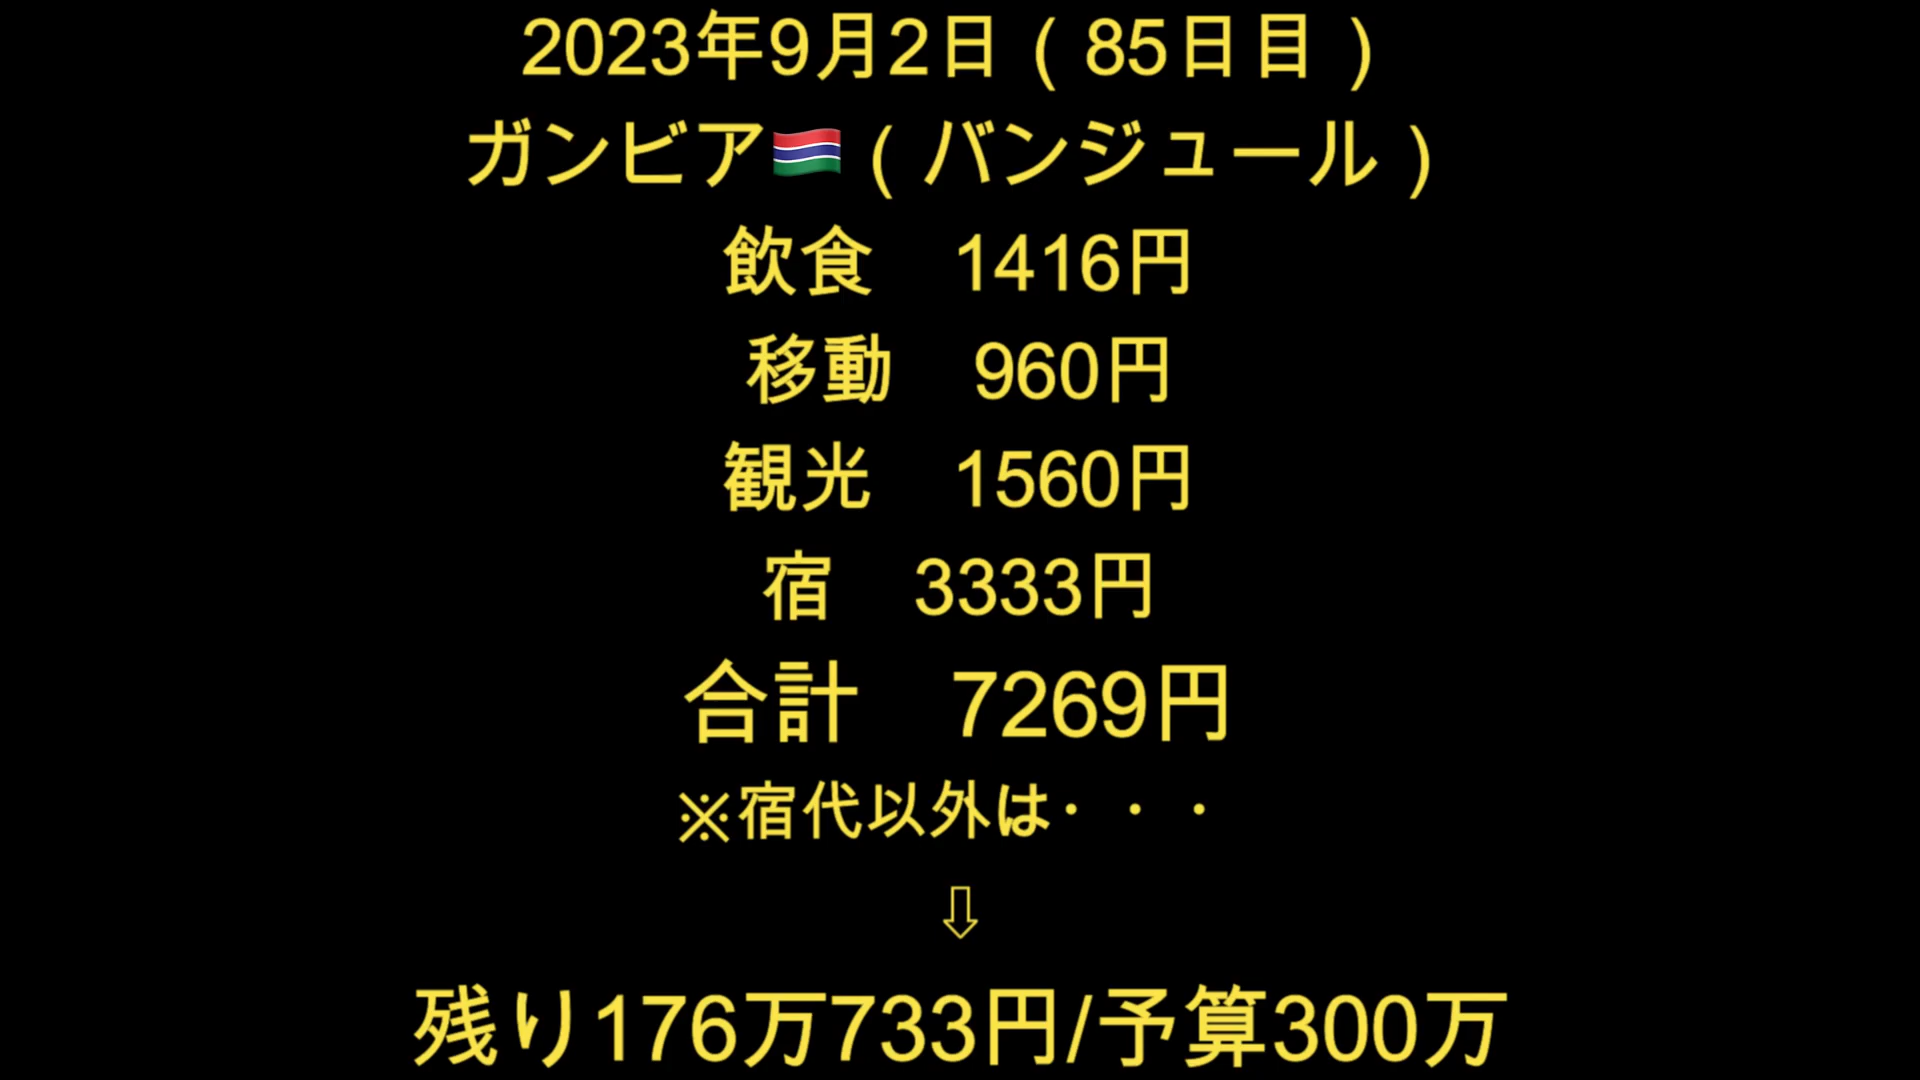 2023年9月2日（85日目）
ガンビア🇬🇲（バンジュール）
飲食　1416円
移動　960円
観光　1560円
宿　3333円
合計　7269円
※宿代以外は・・・
⇩
残り176万733円/予算300万